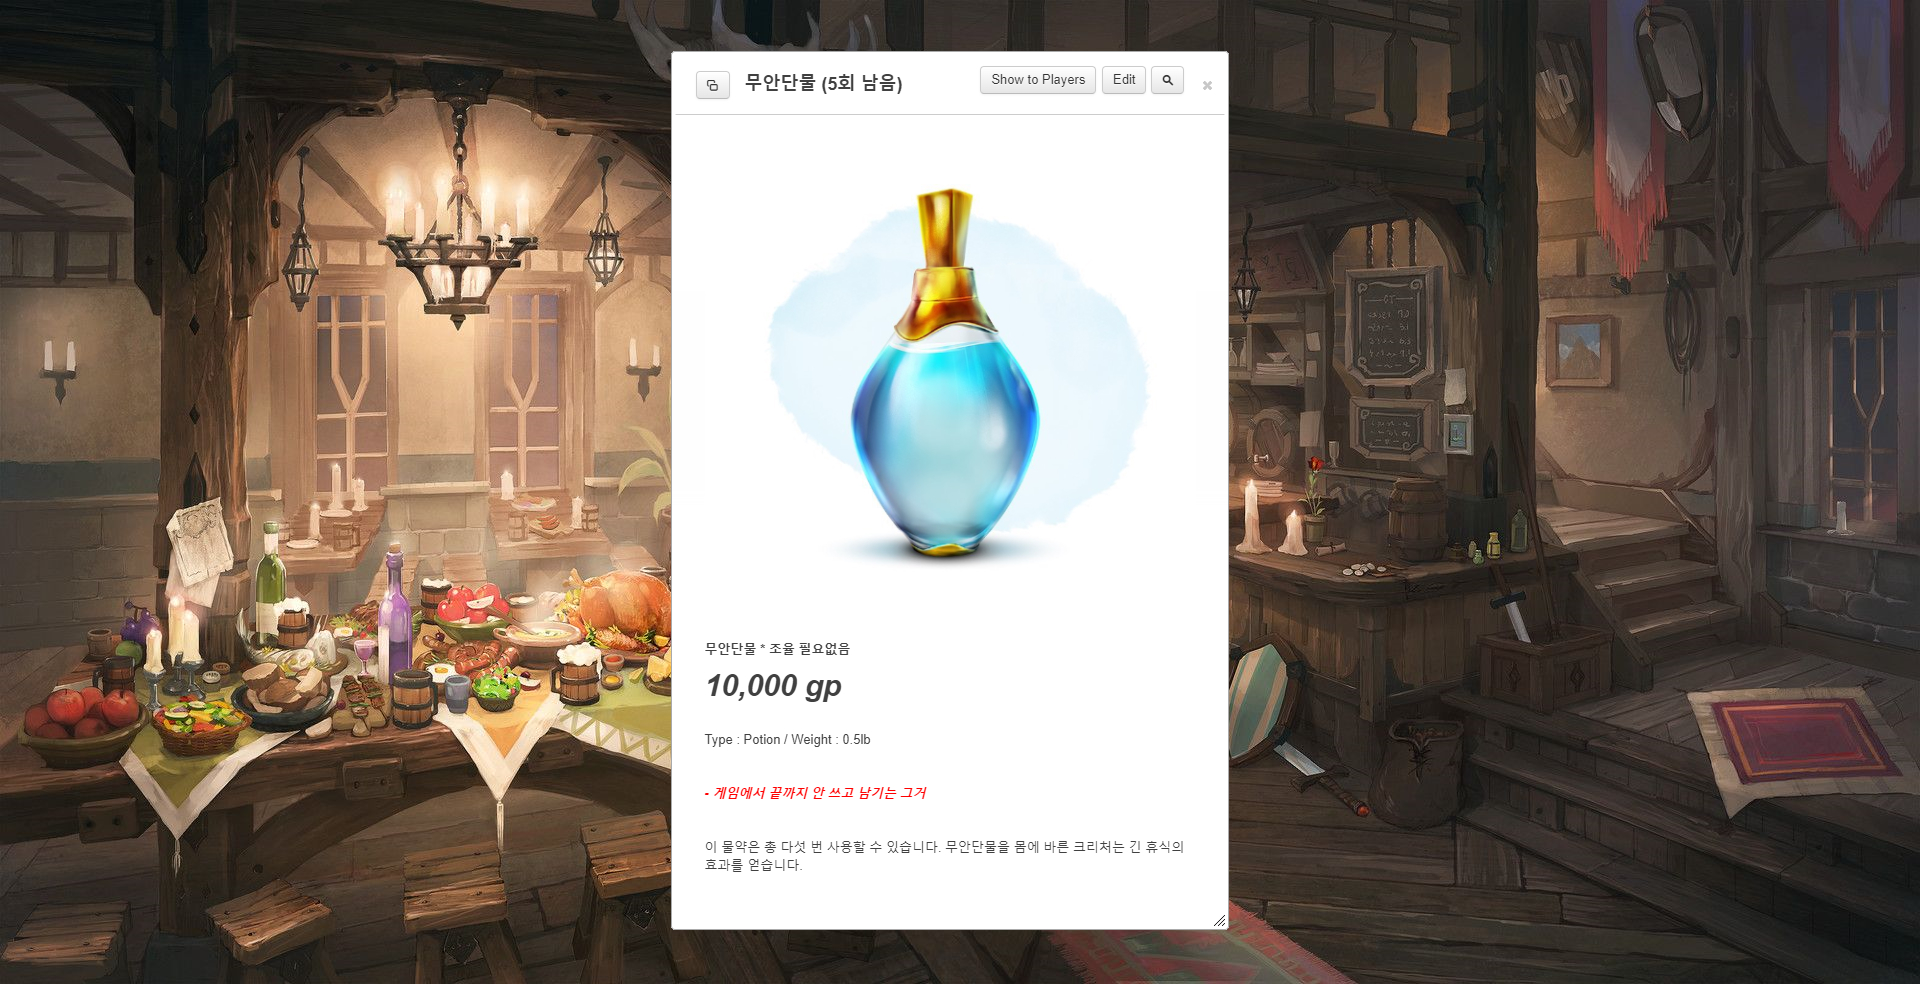 무안단물 (5회 남음)
Show to Players
Edit
무안단물 * 조율 필요없음
10,000 gp
Type : Potion / Weight : 0.5lb
- 게임에서 끝까지 안 쓰고 남기는 그거
이 물약은 총 다섯 번 사용할 수 있습니다. 무안단물을 몸에 바른 크리처는 긴 휴식의
효과를 얻습니다.